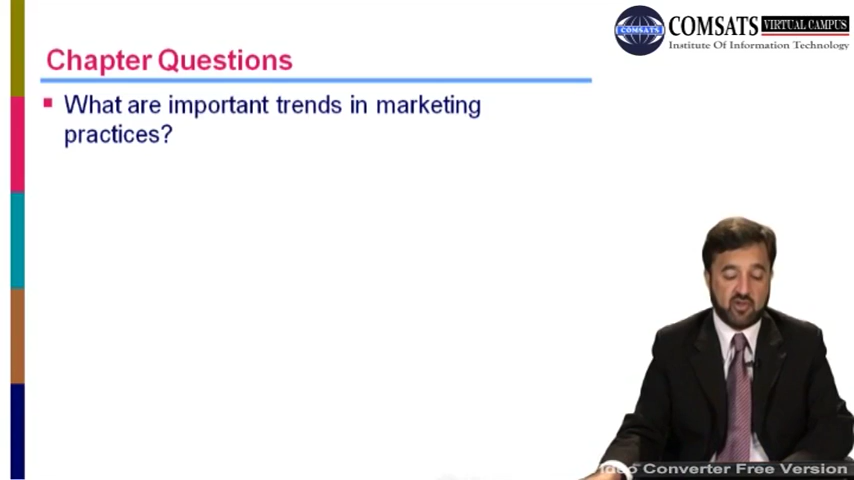 COMSATS VIRTUAL CAMPUS
COMSATS
Institute Of Information Technology
Chapter Questions
What are important trends in marketing
practices?
Video Converter Free Version